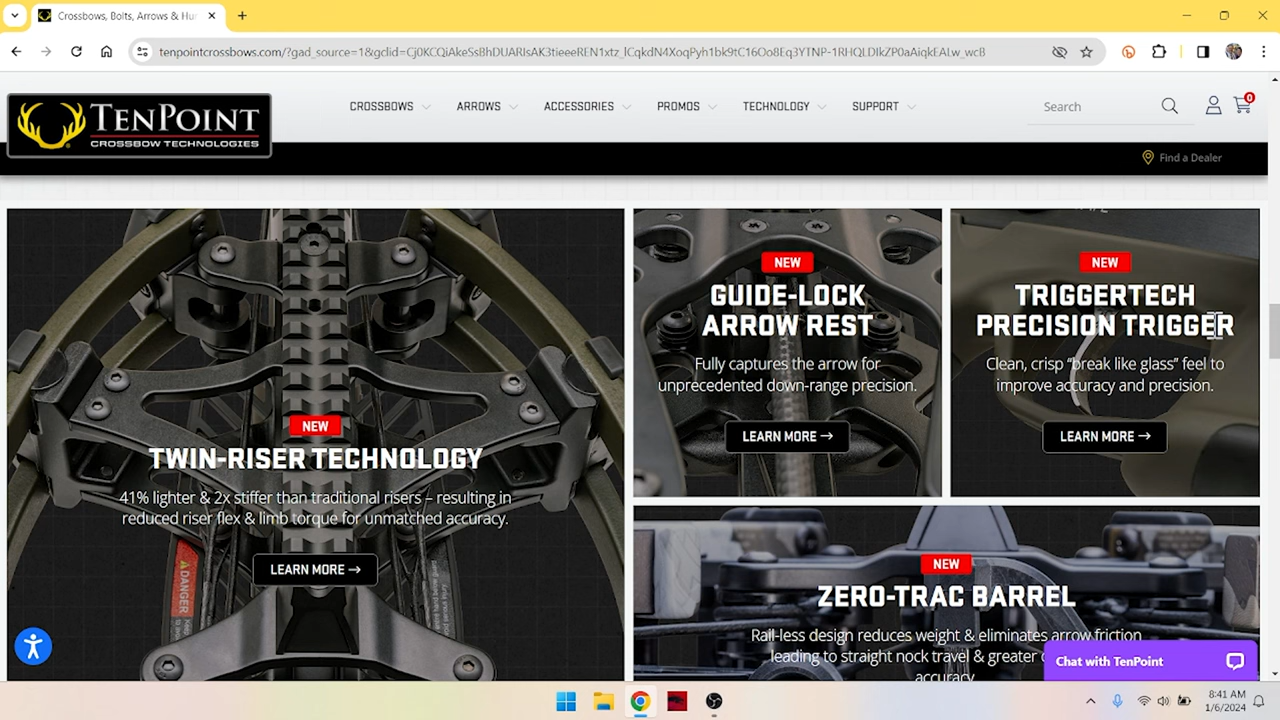 Crossbows, Bolts, Arrows & Hu
tenpointcrossbows.com/?gad_source=1&gclid=
0
TENPOINT
CROSSBOW TECHNOLOGIES
CROSSBOWS
ARROWS
ACCESSORIES
PROMOS
TECHNOLOGY
SUPPORT
Search
Find a Dealer
NEW
TWIN-RISER TECHNOLOGY
41% lighter & 2x stiffer than traditional risers – resulting in
reduced riser flex & limb torque for unmatched accuracy.
LEARN MORE →
DANGER
NEW
GUIDE-LOCK
ARROW REST
Fully captures the arrow for
unprecedented down-range precision.
LEARN MORE →
NEW
TRIGGERTECH
PRECISION TRIGGER
Clean, crisp “break like glass” feel to
improve accuracy and precision.
LEARN MORE →
NEW
ZERO-TRAC BARREL
Rail-less design reduces weight & eliminates arrow friction
leading to straight nock travel & greater
accuracy
Chat with TenPoint
8:41 AM
1/6/2024